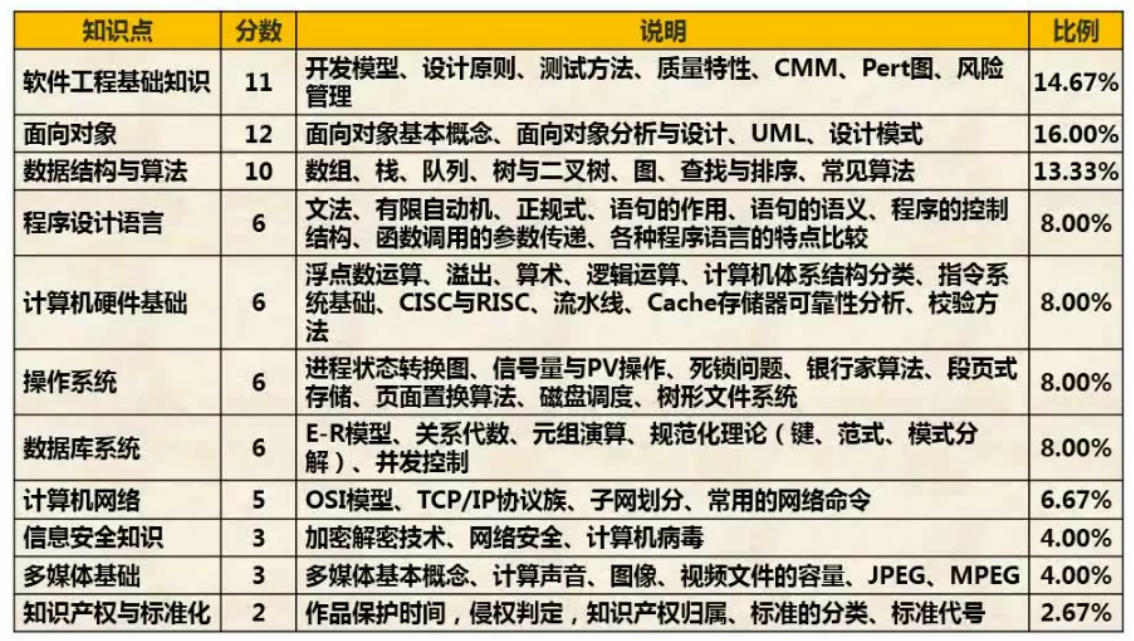 知识点 分数 说明 比例
软件工程基础知识 11 开发模型、设计原则、测试方法、质量特性、CMM、Pert图、风险
管理 14.67%
面向对象 12 面向对象基本概念、面向对象分析与设计、UML、设计模式 16.00%
数据结构与算法 10 数组、栈、队列、树与二叉树、图、查找与排序、常见算法 13.33%
程序设计语言 6 文法、有限自动机、正规式、语句的作用、语句的语义、程序的控制
结构、函数调用的参数传递、各种程序语言的特点比较 8.00%
计算机硬件基础 6 浮点数运算、溢出、算术、逻辑运算、计算机体系结构分类、指令系
统基础、CISC与RISC、流水线、Cache存储器可靠性分析、校验方
法 8.00%
操作系统 6 进程状态转换图、信号量与PV操作、死锁问题、银行家算法、段页式
存储、页面置换算法、磁盘调度、树形文件系统 8.00%
数据库系统 6 E-R模型、关系代数、元组演算、规范化理论（键、范式、模式分
解）、并发控制 8.00%
计算机网络 5 OSI模型、TCP/IP协议族、子网划分、常用的网络命令 6.67%
信息安全知识 3 加密解密技术、网络安全、计算机病毒 4.00%
多媒体基础 3 多媒体基本概念、计算声音、图像、视频文件的容量、JPEG、MPEG 4.00%
知识产权与标准化 2 作品保护时间，侵权判定，知识产权归属、标准的分类、标准代号 2.67%